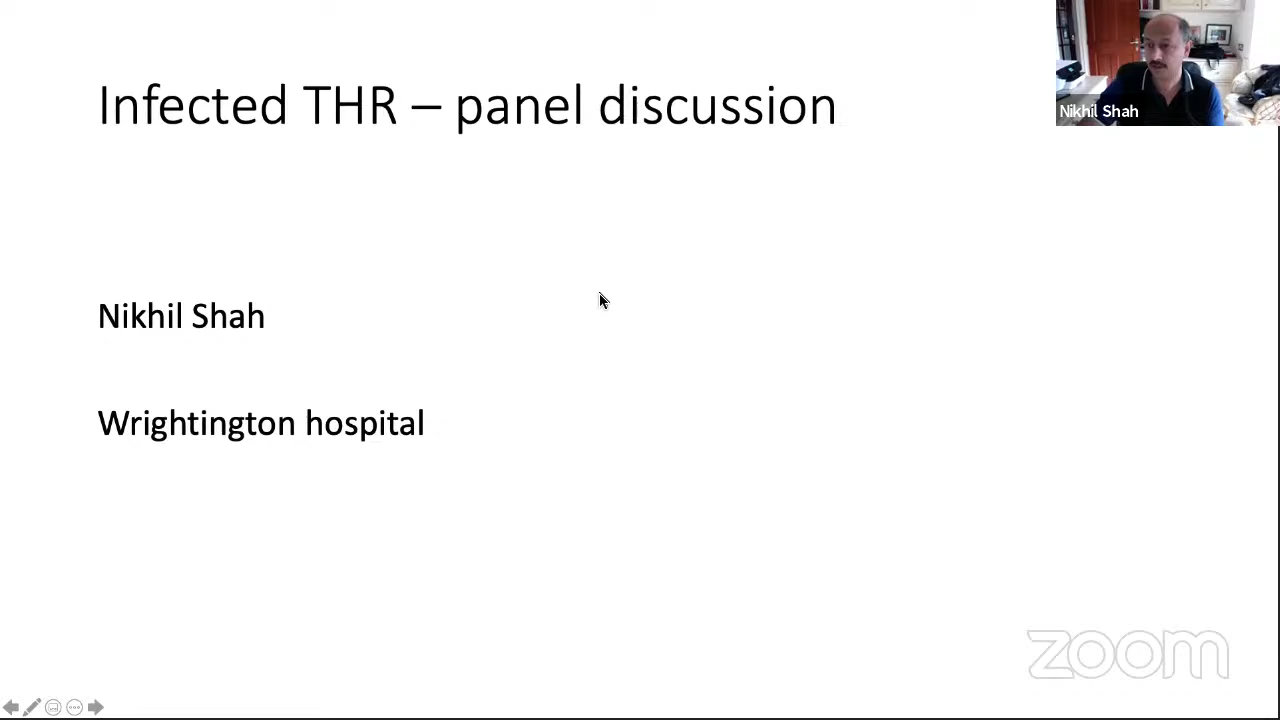 Infected THR – panel discussion
Nikhil Shah
Nikhil Shah
Wrightington hospital
zoom